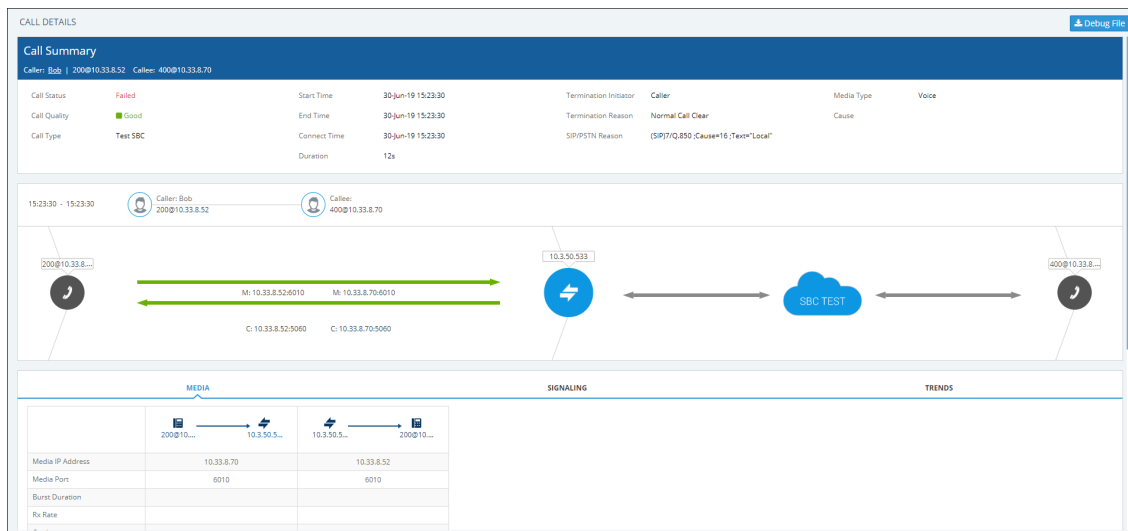 CALL DETAILS
Debug File
Call Summary
Caller: Bob | 200@10.33.8.52 Callee: 400@10.33.8.70
Call Status Failed Start Time 30-Jun-19 15:23:30 Termination Initiator Caller Media Type Voice
Call Quality Good End Time 30-Jun-19 15:23:30 Termination Reason Normal Call Clear Cause
Call Type Test SBC Connect Time 30-Jun-19 15:23:30 SIP/PSTN Reason (SIP)7/Q.850 ;Cause=16 ;Text="Local"
Duration 12s
15:23:30 - 15:23:30
Caller: Bob
200@10.33.8.52
Callee:
400@10.33.8.70
200@10.33.8....
10.3.50.533
400@10.33.8....
M: 10.33.8.52:6010 M: 10.33.8.70:6010
SBC TEST
C: 10.33.8.52:5060 C: 10.33.8.70:5060
MEDIA SIGNALING TRENDS
200@10.... 10.3.50.5... 10.3.50.5... 200@10....
Media IP Address 10.33.8.70 10.33.8.52
Media Port 6010 6010
Burst Duration
Rx Rate